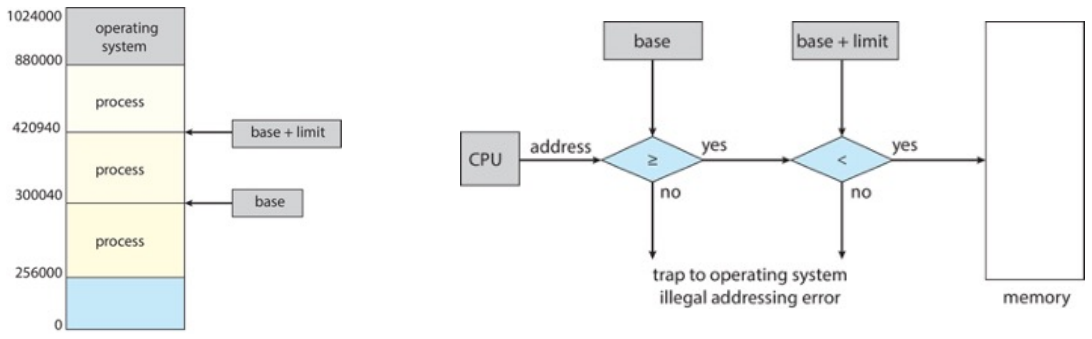 1024000
operating
system
880000
process
420940
base + limit
process
300040
base
process
256000
0
base
base + limit
CPU
address
≥
yes
<
yes
no
no
trap to operating system
illegal addressing error
memory